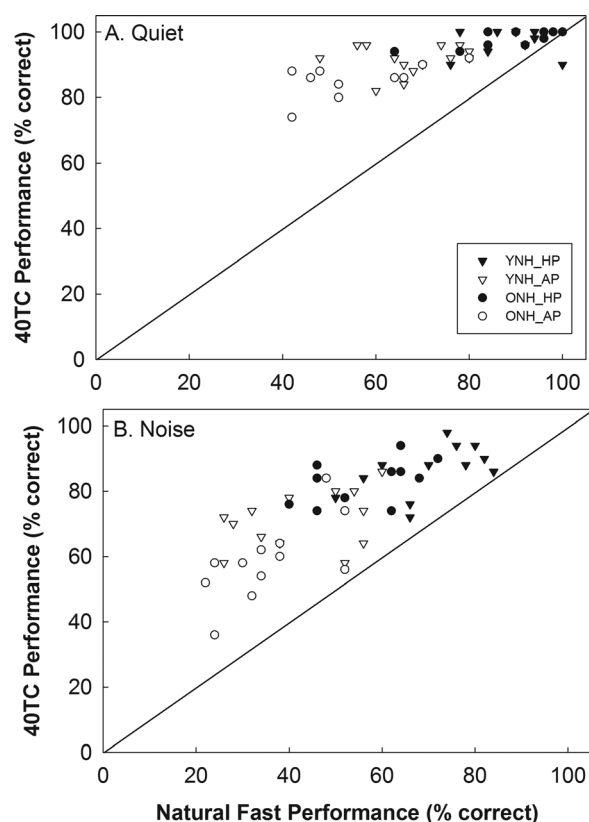 A. Quiet
40TC Performance (% correct)
100
80
60
40
20
0
YNH_HP
YNH_AP
ONH_HP
ONH_AP
0 20 40 60 80 100
B. Noise
40TC Performance (% correct)
100
80
60
40
20
0
0 20 40 60 80 100
Natural Fast Performance (% correct)